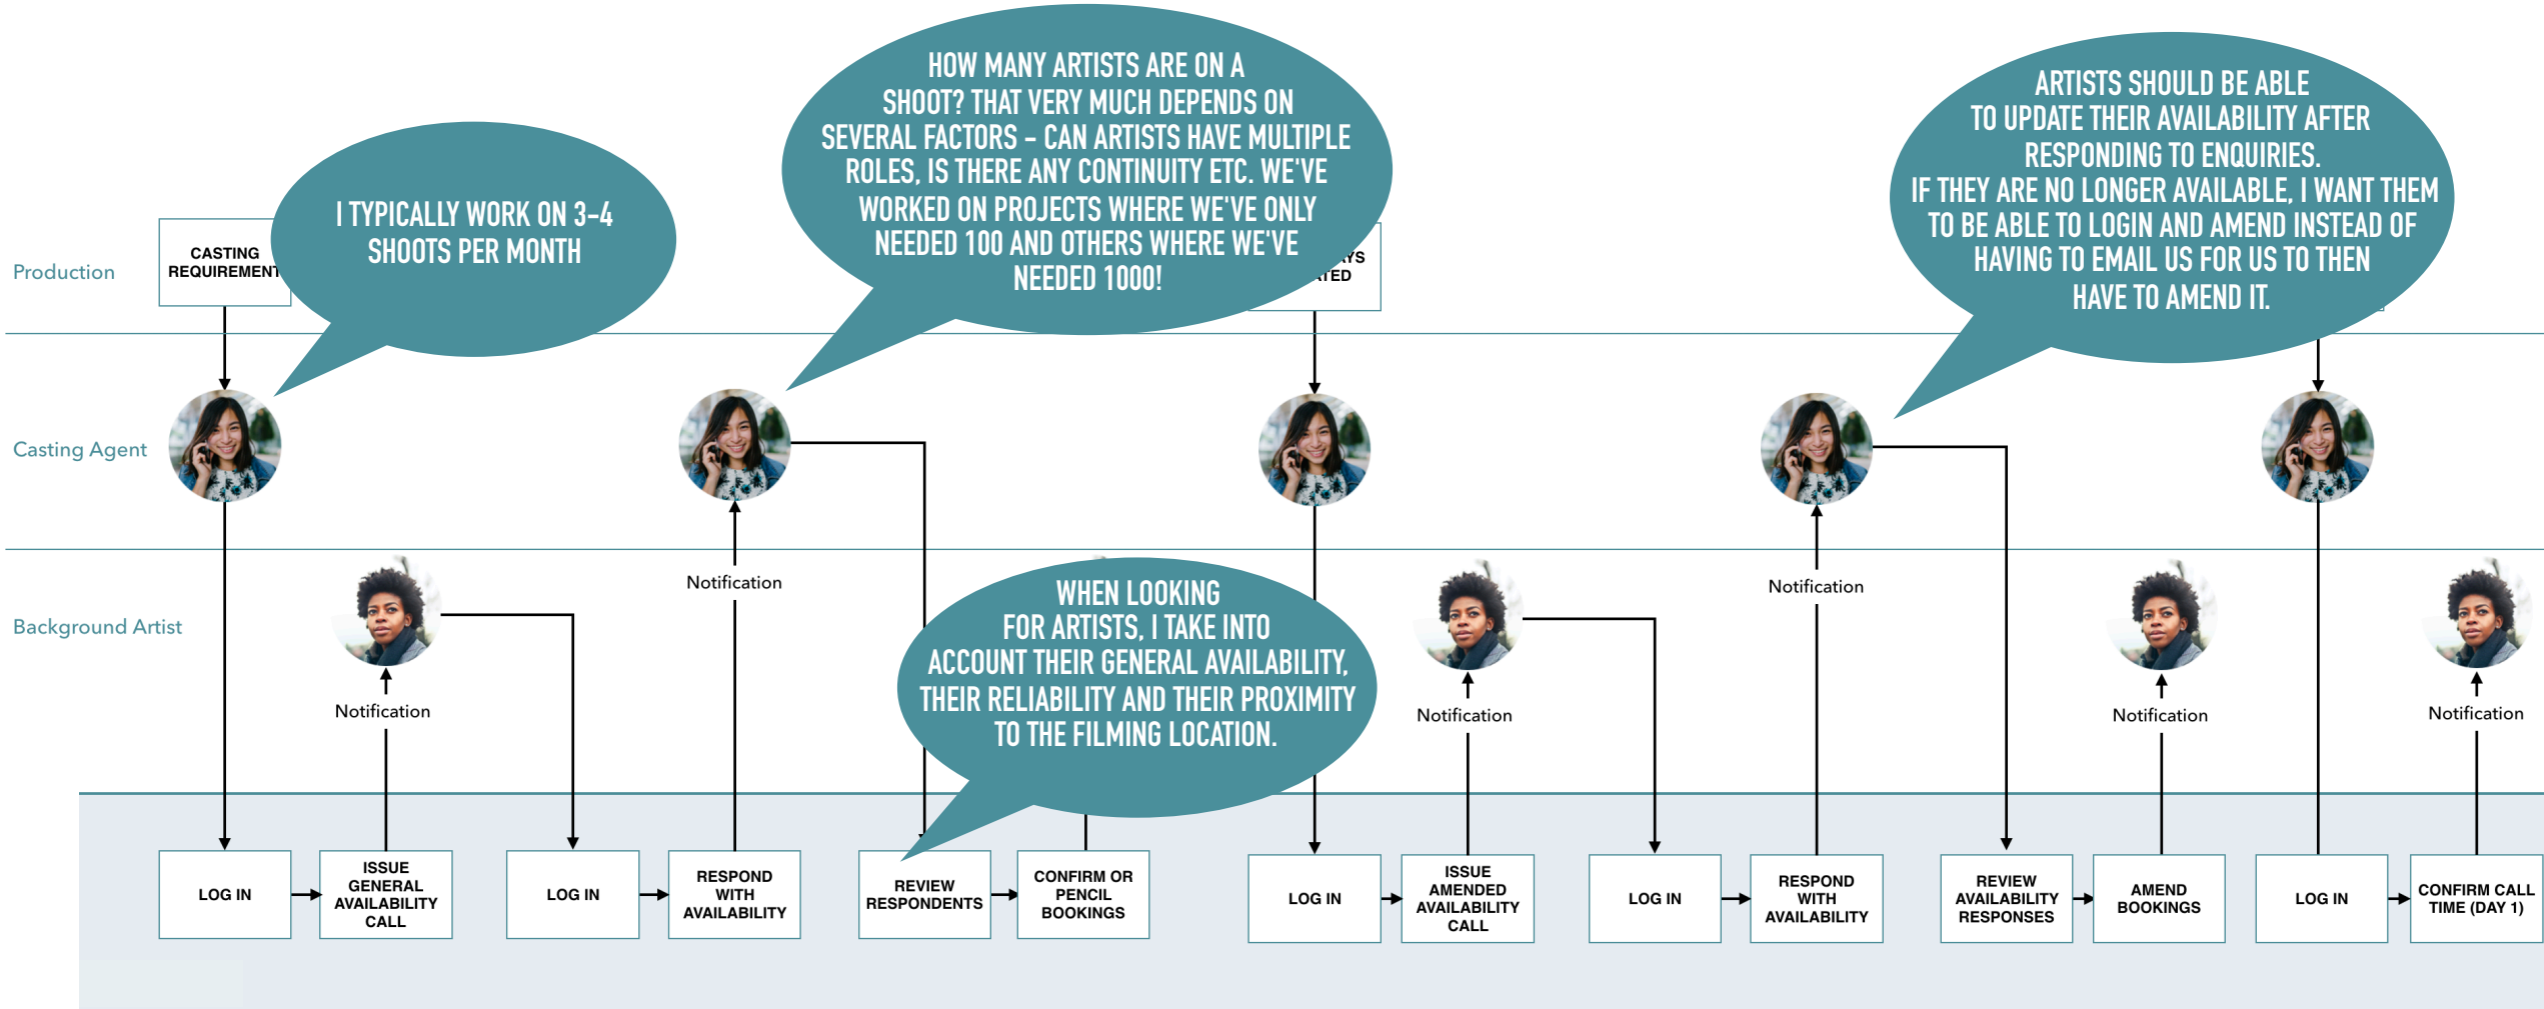 HOW MANY ARTISTS ARE ON A
SHOOT? THAT VERY MUCH DEPENDS ON
SEVERAL FACTORS - CAN ARTISTS HAVE MULTIPLE
ROLES, IS THERE ANY CONTINUITY ETC. WE'VE
WORKED ON PROJECTS WHERE WE'VE ONLY
NEEDED 100 AND OTHERS WHERE WE'VE
NEEDED 1000!
ARTISTS SHOULD BE ABLE
TO UPDATE THEIR AVAILABILITY AFTER
RESPONDING TO ENQUIRIES.
IF THEY ARE NO LONGER AVAILABLE, I WANT THEM
TO BE ABLE TO LOGIN AND AMEND INSTEAD OF
HAVING TO EMAIL US FOR US TO THEN
HAVE TO AMEND IT.
I TYPICALLY WORK ON 3-4
SHOOTS PER MONTH
Production
CASTING
REQUIREMENT
Casting Agent
Background Artist
Notification
Notification
WHEN LOOKING
FOR ARTISTS, I TAKE INTO
ACCOUNT THEIR GENERAL AVAILABILITY,
THEIR RELIABILITY AND THEIR PROXIMITY
TO THE FILMING LOCATION.
Notification
Notification
Notification
Notification
LOG IN
ISSUE
GENERAL
AVAILABILITY
CALL
LOG IN
RESPOND
WITH
AVAILABILITY
REVIEW
RESPONDENTS
CONFIRM OR
PENCIL
BOOKINGS
LOG IN
ISSUE
AMENDED
AVAILABILITY
CALL
LOG IN
RESPOND
WITH
AVAILABILITY
REVIEW
AVAILABILITY
RESPONSES
AMEND
BOOKINGS
LOG IN
CONFIRM CALL
TIME (DAY 1)